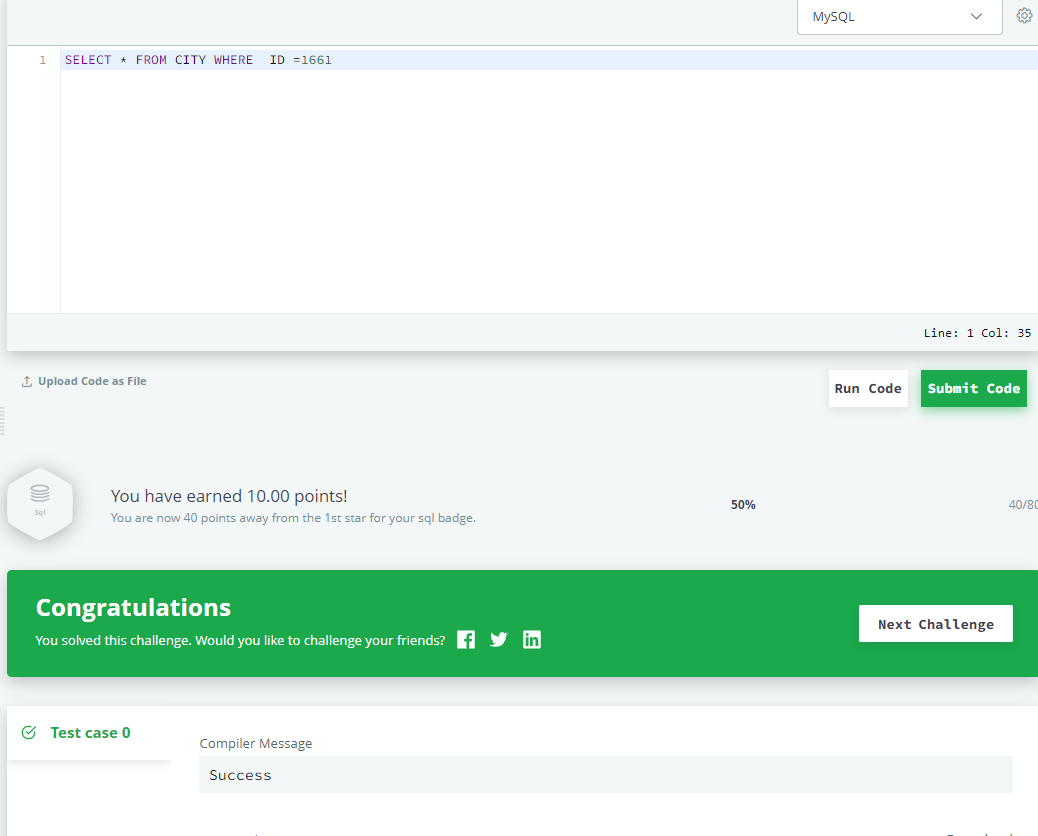 MySQL
1 SELECT * FROM CITY WHERE  ID =1661
Line: 1 Col: 35
Upload Code as File
Run Code
Submit Code
Sql
You have earned 10.00 points!
You are now 40 points away from the 1st star for your sql badge.
50%
40/80
Congratulations
You solved this challenge. Would you like to challenge your friends?
Next Challenge
Test case 0
Compiler Message
Success